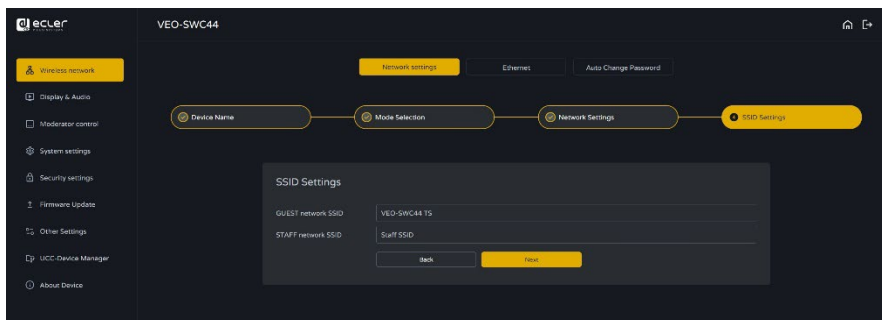 ecler
VEO-SWC44
Wireless network
Display & Audio
Moderator control
System settings
Security settings
Firmware Update
Other Settings
UCC-Device Manager
About Device
Network settings
Ethernet
Auto Change Password
Device Name
Mode Selection
Network Settings
4 SSID Settings
SSID Settings
GUEST network SSID VEO-SWC44 TS
STAFF network SSID Staff SSID
Back Next